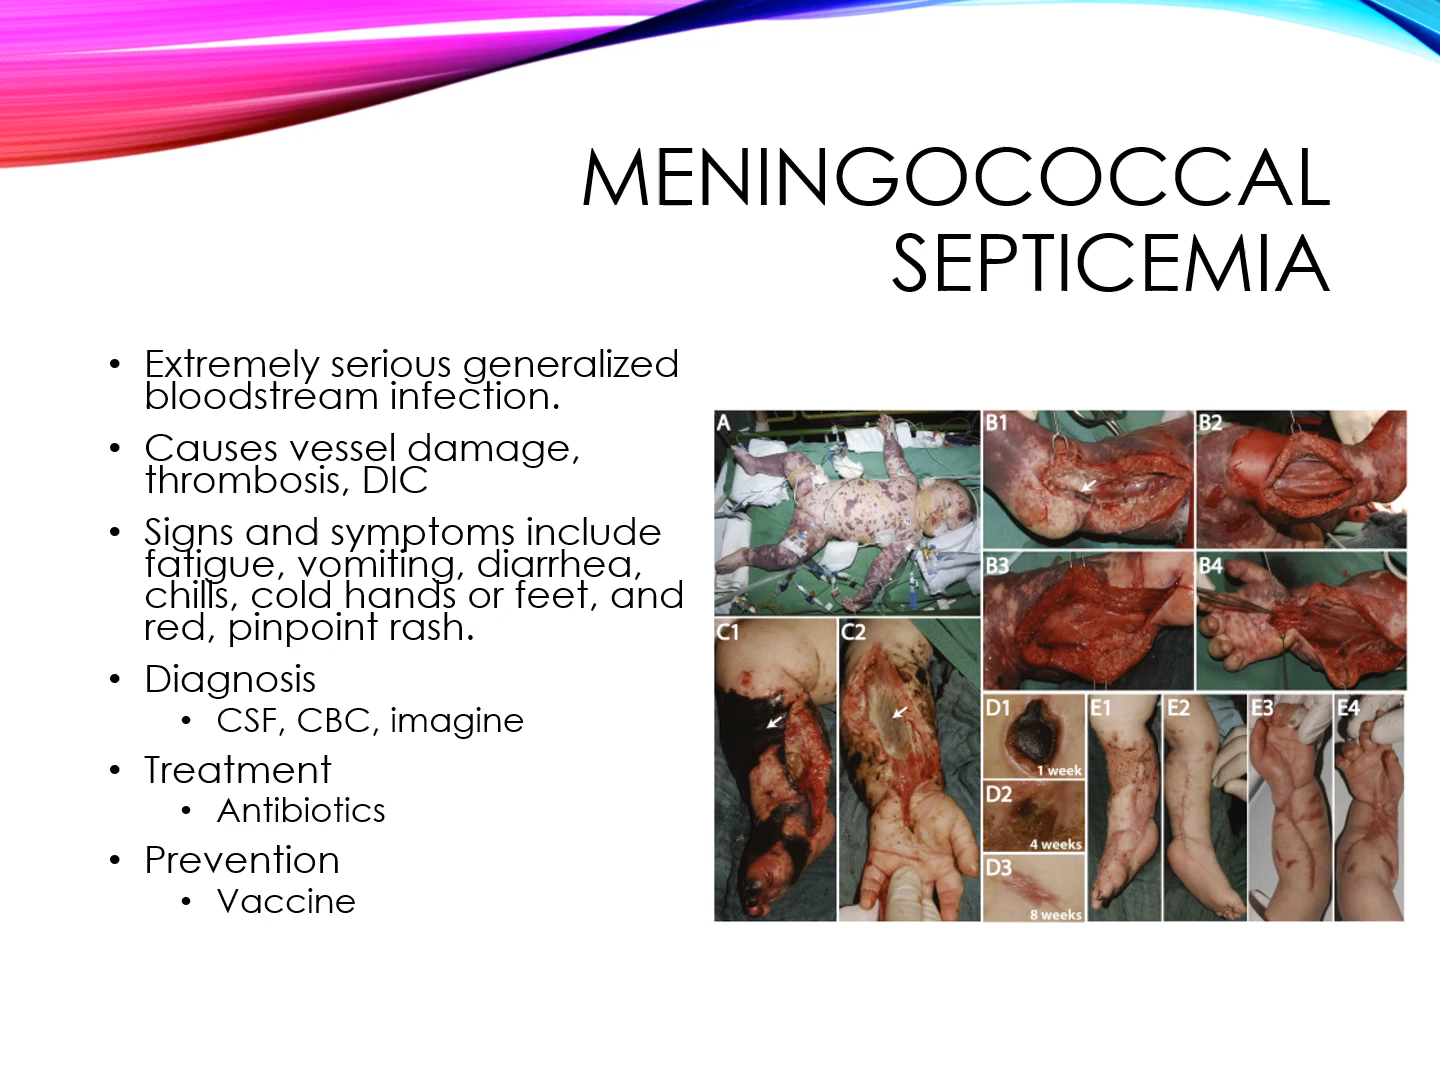 MENINGOCOCCAL
SEPTICEMIA
• Extremely serious generalized
bloodstream infection.
• Causes vessel damage,
thrombosis, DIC
• Signs and symptoms include
fatigue, vomiting, diarrhea,
chills, cold hands or feet, and
red, pinpoint rash.
• Diagnosis
• CSF, CBC, imagine
• Treatment
• Antibiotics
• Prevention
• Vaccine
A
B1
B2
B3
B4
C1
C2
D1
1 week
D2
4 weeks
D3
8 weeks
E1
E2
E3
E4